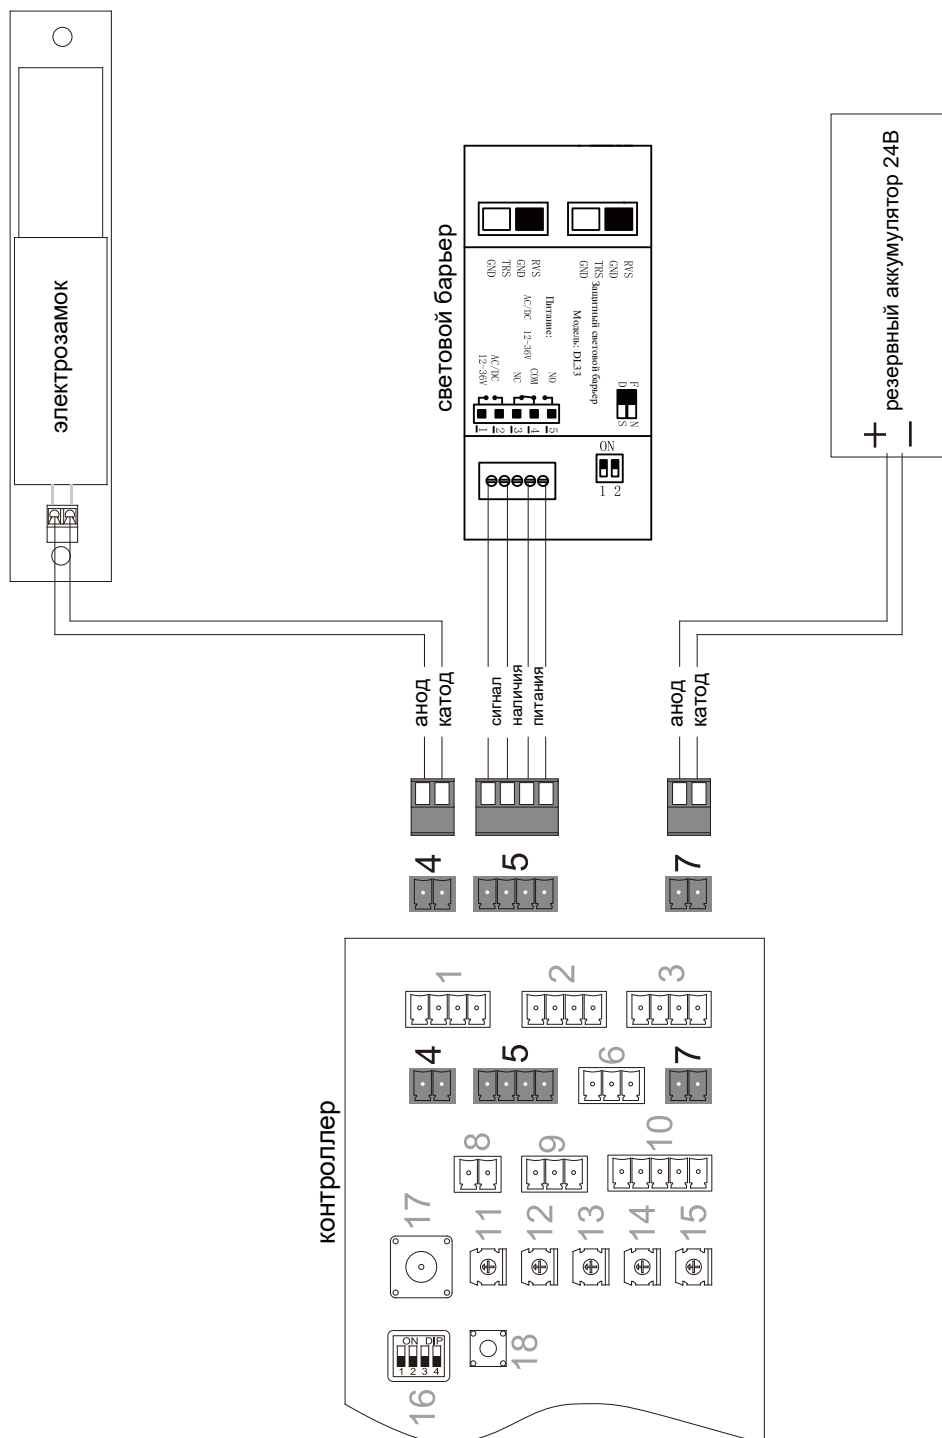 электрозамок
световой барьер
резервный аккумулятор 24В
+
−
GND
TRS
GND
RVS
GND
TRS
GND
RVS
Защитный световой барьер
Модель: DL33
Питание:
AC/DC 12-36V
NO
COM
NC
AC/DC
12-36V
1
2
3
4
5
F
D
N
S
ON
1 2
анод
катод
сигнал
наличия
питания
анод
катод
4
5
7
контроллер
1
2
3
4
5
6
7
8
9
10
17
11
12
13
14
15
ON DIP
1 2 3 4
16
18